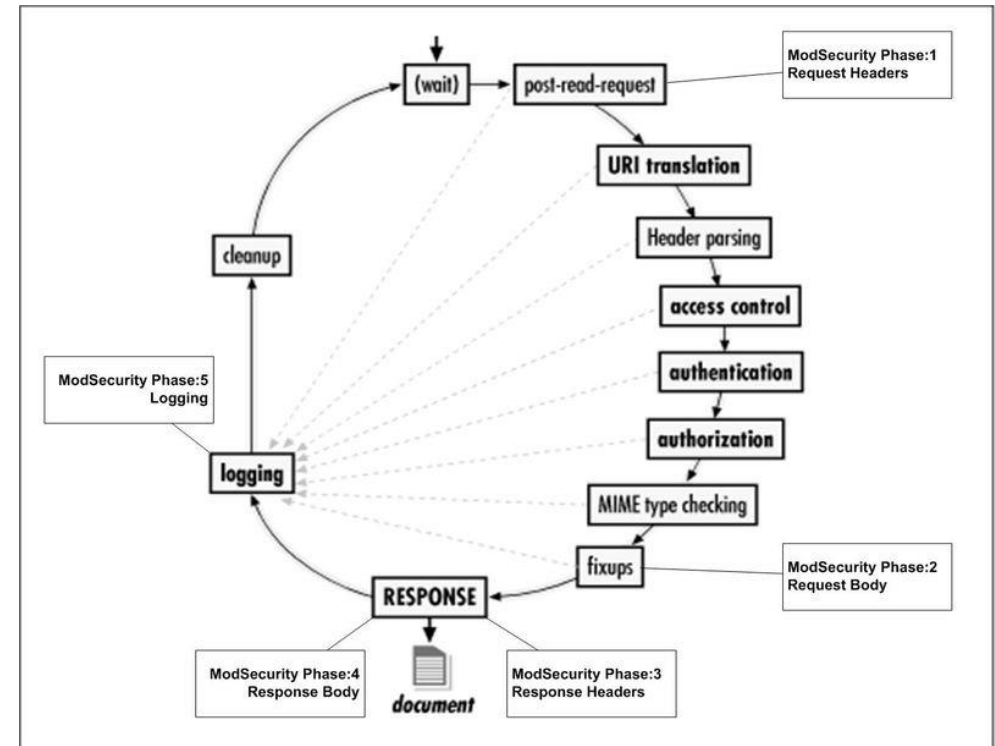 (wait)
post-read-request
ModSecurity Phase:1
Request Headers
URI translation
Header parsing
cleanup
access control
authentication
ModSecurity Phase:5
Logging
authorization
logging
MIME type checking
fixups
ModSecurity Phase:2
Request Body
RESPONSE
ModSecurity Phase:4
Response Body
ModSecurity Phase:3
Response Headers
document